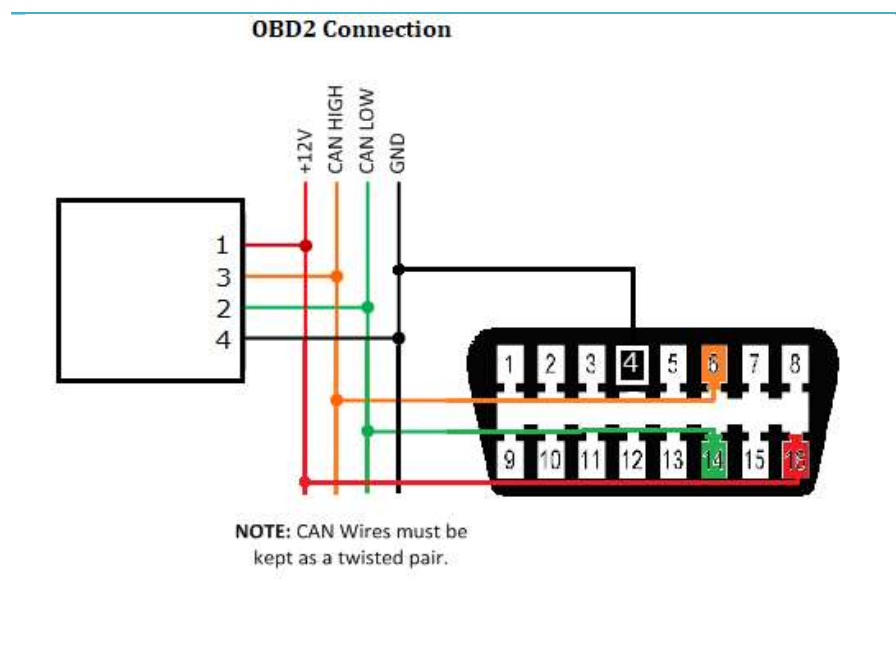 OBD2 Connection
+12V
CAN HIGH
CAN LOW
GND
1
3
2
4
1 2 3 4 5 6 7 8
9 10 11 12 13 14 15 16
NOTE: CAN Wires must be
kept as a twisted pair.